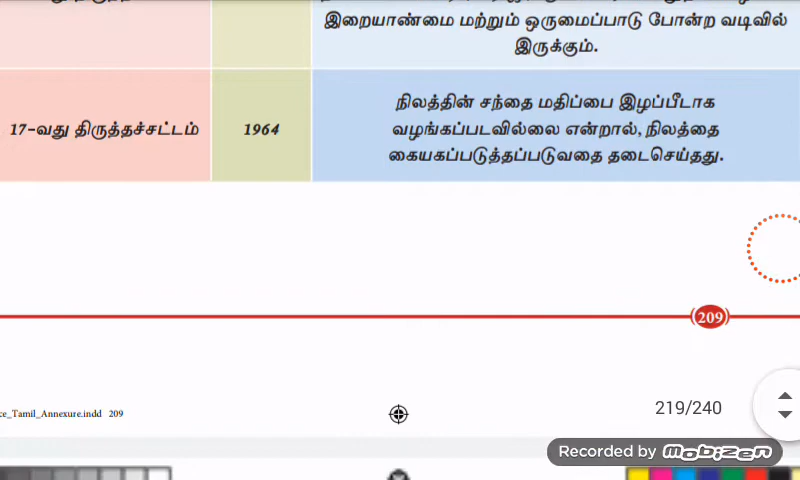 இறையாண்மை மற்றும் ஒருமைப்பாடு போன்ற வடிவில்
இருக்கும்.
17-வது திருத்தச்சட்டம்
1964
நிலத்தின் சந்தை மதிப்பை இழப்பீடாக
வழங்கப்படவில்லை என்றால், நிலத்தை
கையகப்படுத்தப்படுவதை தடைசெய்தது.
209
ce_Tamil_Annexure.indd 209
219/240
Recorded by mobizen